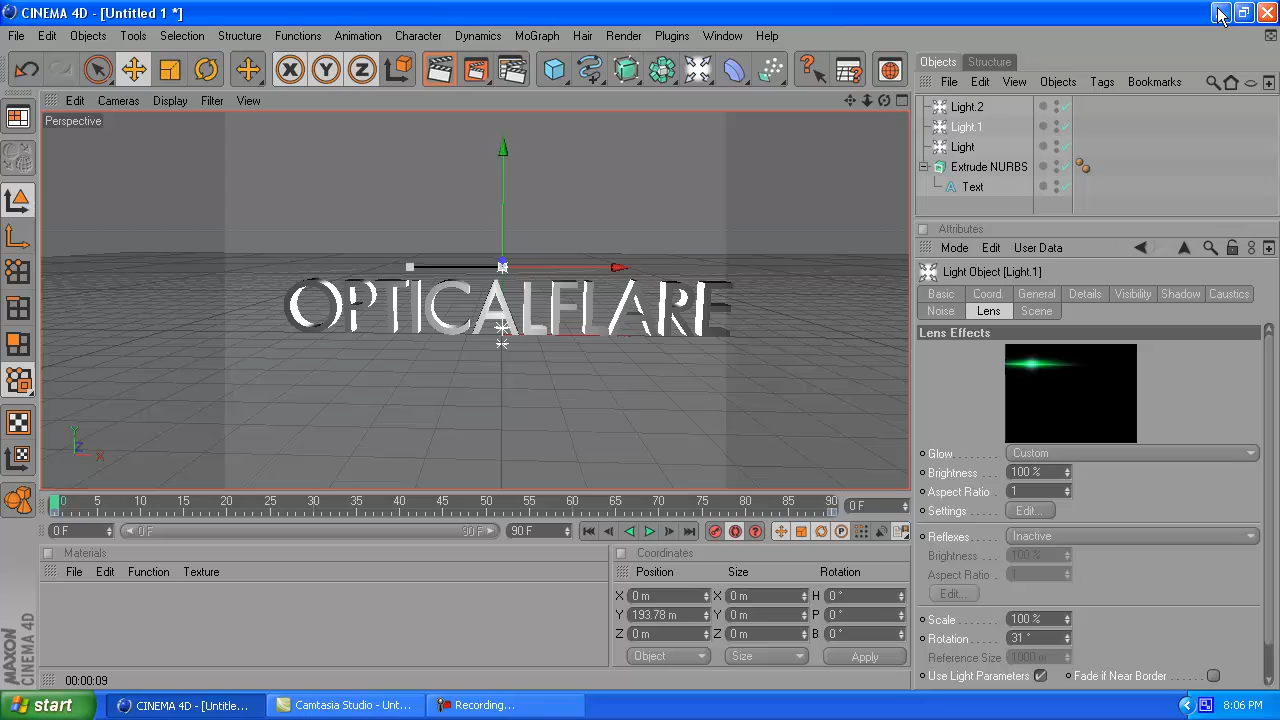 CINEMA 4D - [Untitled 1 *]
File Edit Objects Tools Selection Structure Functions Animation Character Dynamics MoGraph Hair Render Plugins Window Help
X Y Z
Edit Cameras Display Filter View
Perspective
OPTICALFLARE
Y Z X
0 5 10 15 20 25 30 35 40 45 50 55 60 65 70 75 80 85 90 0 F
0 F 0 F 90 F 90 F
Materials
File Edit Function Texture
Coordinates
Position Size Rotation
X 0 m X 0 m H 0 °
Y 193.78 m Y 0 m P 0 °
Z 0 m Z 0 m B 0 °
Object Size Apply
00:00:09
MAXON
CINEMA 4D
Objects Structure
File Edit View Objects Tags Bookmarks
Light.2
Light.1
Light
Extrude NURBS
Text
Attributes
Mode Edit User Data
Light Object [Light.1]
Basic Coord. General Details Visibility Shadow Caustics
Noise Lens Scene
Lens Effects
Glow Custom
Brightness 100 %
Aspect Ratio 1
Settings Edit...
Reflexes Inactive
Brightness 100 %
Aspect Ratio 1
Edit...
Scale 100 %
Rotation 31 °
Reference Size 1000 m
Use Light Parameters Fade if Near Border
start CINEMA 4D - [Untitle... Camtasia Studio - Unt... Recording... 8:06 PM